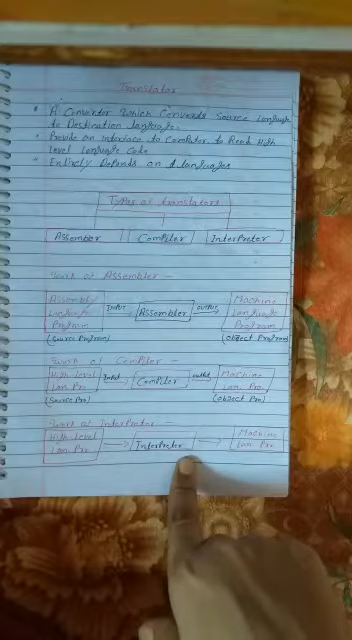 Translator
* A Convertor Which Converts Source Language
to Destination Language.
* Provide an Interface to Computer to Read High
Level Language Code
* Entirely Depends on Languages
Types of translators
Assembler Compiler Interpreter
Work of Assembler —
Assembly
Language
Program
INPUT
Assembler
OUTPUT
Machine
Language
Program
(Source Program) (Object Program)
Work of Compiler —
High Level
Lan. Pro.
Input
Compiler
Output
Machine
Lan. Pro.
(Source Pro) (Object Pro)
Work of Interpreter —
High Level
Lan. Pro.
Interpreter
Machine
Lan. Pro.